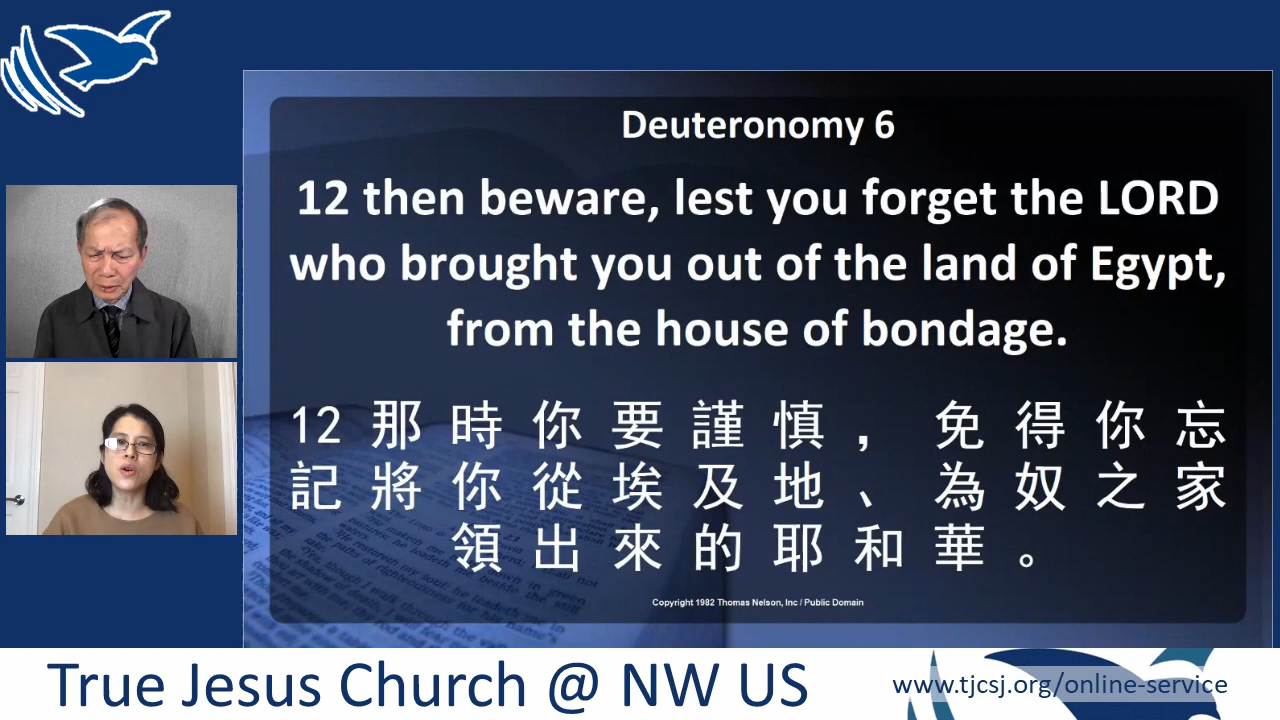 Deuteronomy 6
12 then beware, lest you forget the LORD
who brought you out of the land of Egypt,
from the house of bondage.
12 那時你要謹慎，免得你忘
記將你從埃及地、為奴之家
領出來的耶和華。
Copyright 1982 Thomas Nelson, Inc / Public Domain
True Jesus Church @ NW US
www.tjcsj.org/online-service